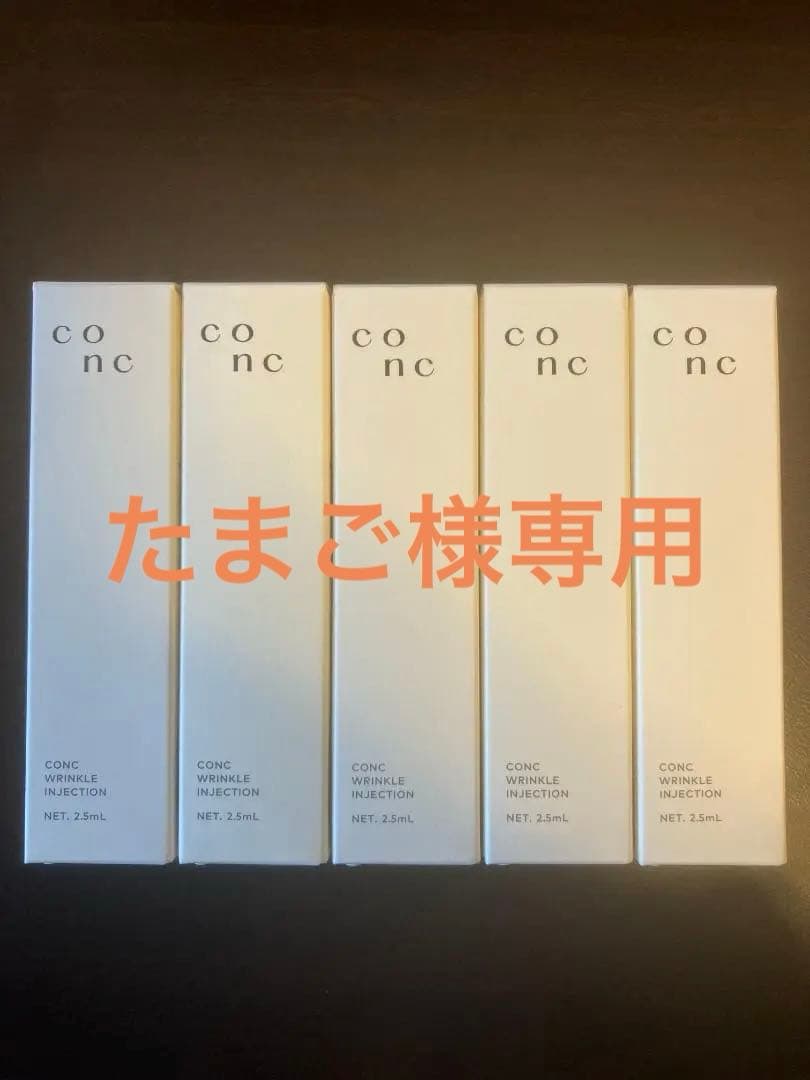 co
nc
co
nc
co
nc
co
nc
co
nc
たまご様専用
CONC
WRINKLE
INJECTION
NET. 2.5mL
CONC
WRINKLE
INJECTION
NET. 2.5mL
CONC
WRINKLE
INJECTION
NET. 2.5mL
CONC
WRINKLE
INJECTION
NET. 2.5mL
CONC
WRINKLE
INJECTION
NET. 2.5mL